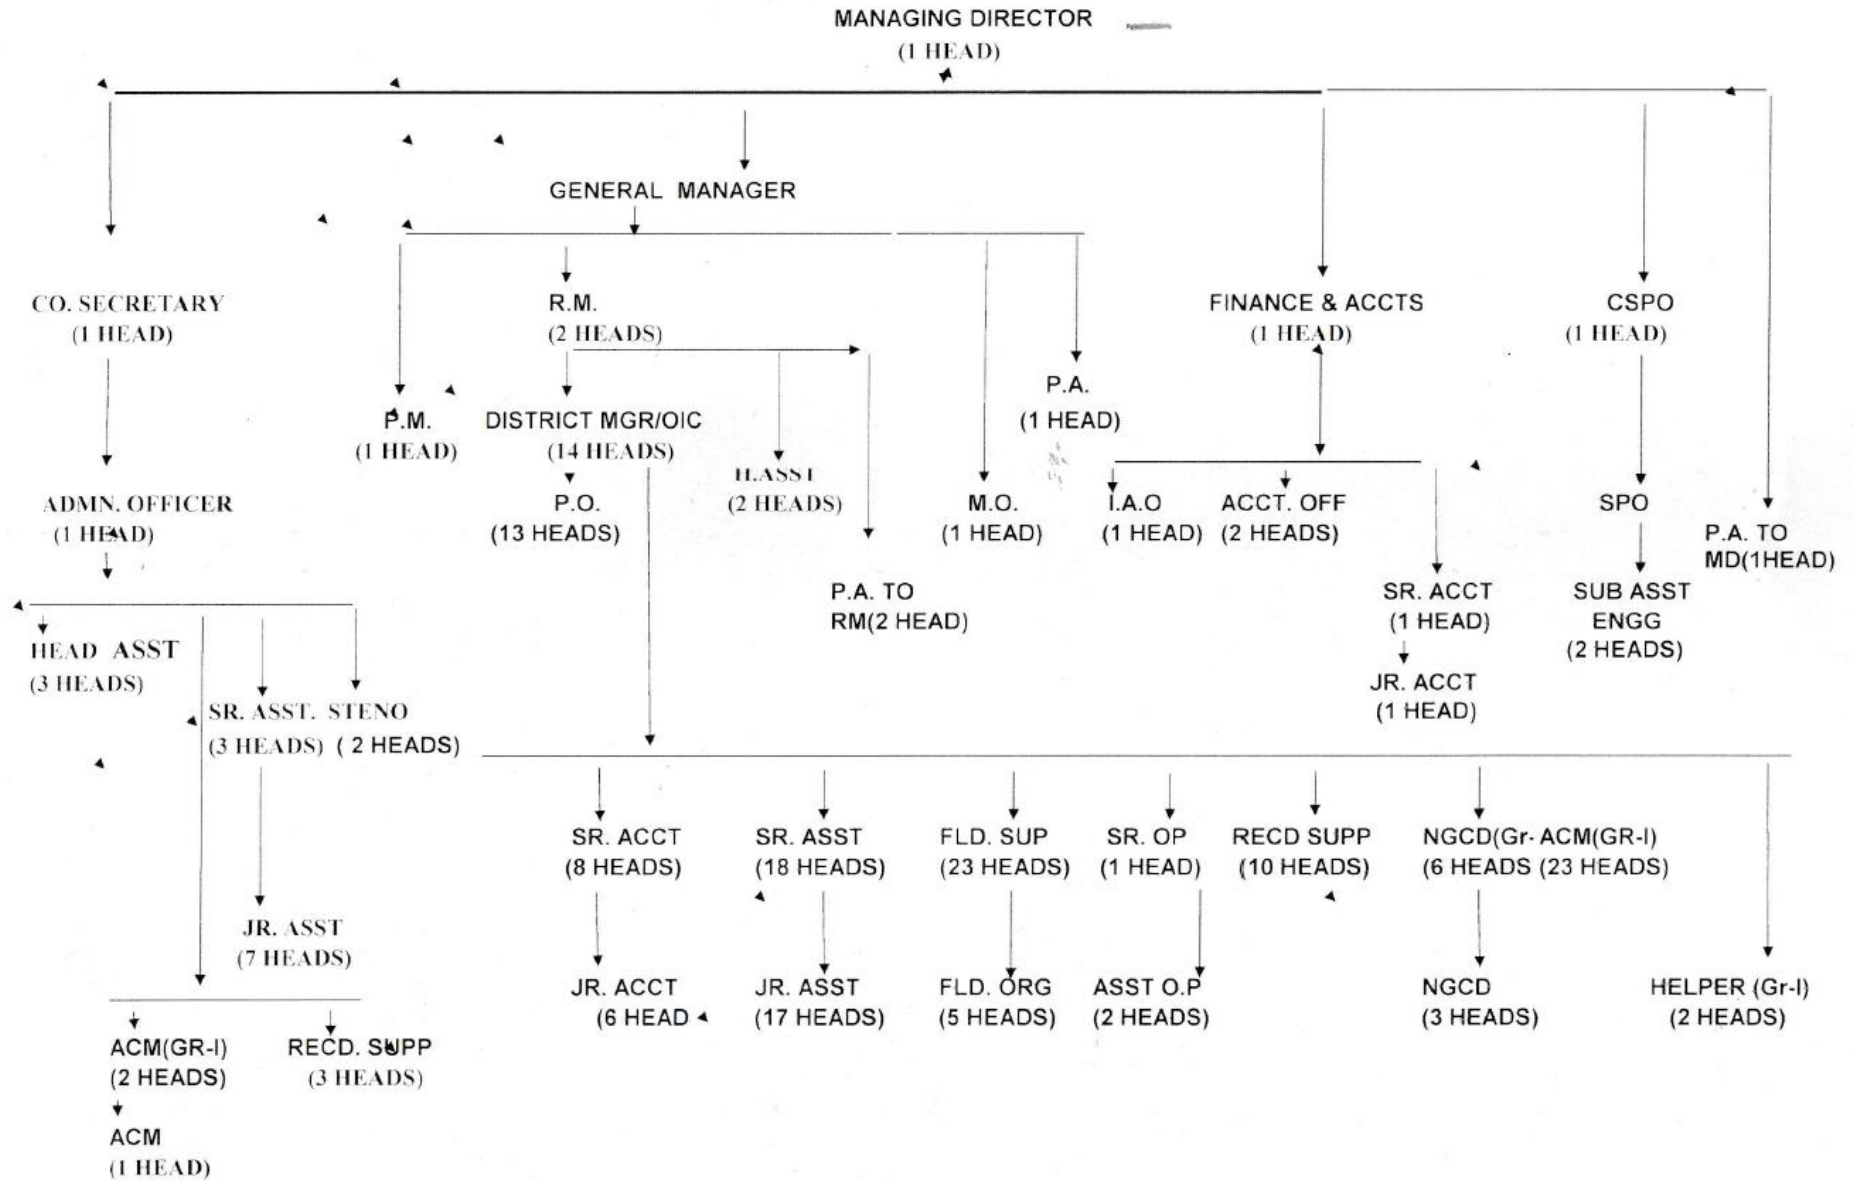 MANAGING DIRECTOR
(1 HEAD)
GENERAL MANAGER
CO. SECRETARY
(1 HEAD)
R.M.
(2 HEADS)
FINANCE & ACCTS
(1 HEAD)
CSPO
(1 HEAD)
P.M.
(1 HEAD)
DISTRICT MGR/OIC
(14 HEADS)
P.A.
(1 HEAD)
ADMN. OFFICER
(1 HEAD)
P.O.
(13 HEADS)
H.ASST
(2 HEADS)
M.O.
(1 HEAD)
I.A.O
(1 HEAD)
ACCT. OFF
(2 HEADS)
SPO
P.A. TO
MD(1HEAD)
P.A. TO
RM(2 HEAD)
SR. ACCT
(1 HEAD)
SUB ASST
ENGG
(2 HEADS)
HEAD ASST
(3 HEADS)
JR. ACCT
(1 HEAD)
SR. ASST. STENO
(3 HEADS) ( 2 HEADS)
SR. ACCT
(8 HEADS)
SR. ASST
(18 HEADS)
FLD. SUP
(23 HEADS)
SR. OP
(1 HEAD)
RECD SUPP
(10 HEADS)
NGCD(Gr- ACM(GR-I)
(6 HEADS (23 HEADS)
JR. ASST
(7 HEADS)
JR. ACCT
(6 HEAD
JR. ASST
(17 HEADS)
FLD. ORG
(5 HEADS)
ASST O.P
(2 HEADS)
NGCD
(3 HEADS)
HELPER (Gr-I)
(2 HEADS)
ACM(GR-I)
(2 HEADS)
RECD. SUPP
(3 HEADS)
ACM
(1 HEAD)